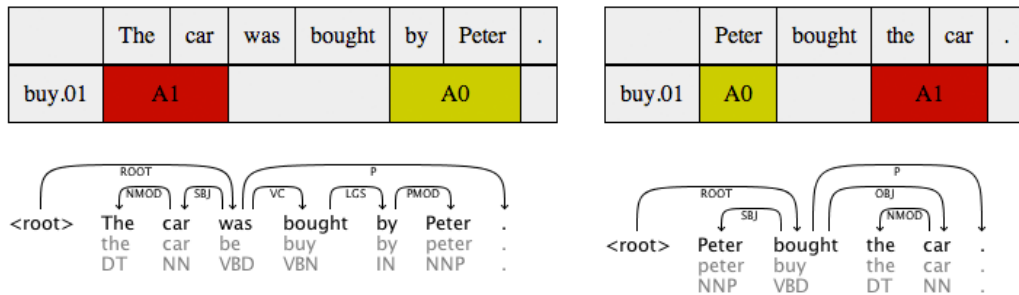 The car was bought by Peter .
buy.01 A1 A0
ROOT P
NMOD SBJ VC LGS PMOD
<root> The car was bought by Peter .
the car be buy by peter .
DT NN VBD VBN IN NNP .
Peter bought the car .
buy.01 A0 A1
P
ROOT OBJ
SBJ NMOD
<root> Peter bought the car .
peter buy the car .
NNP VBD DT NN .